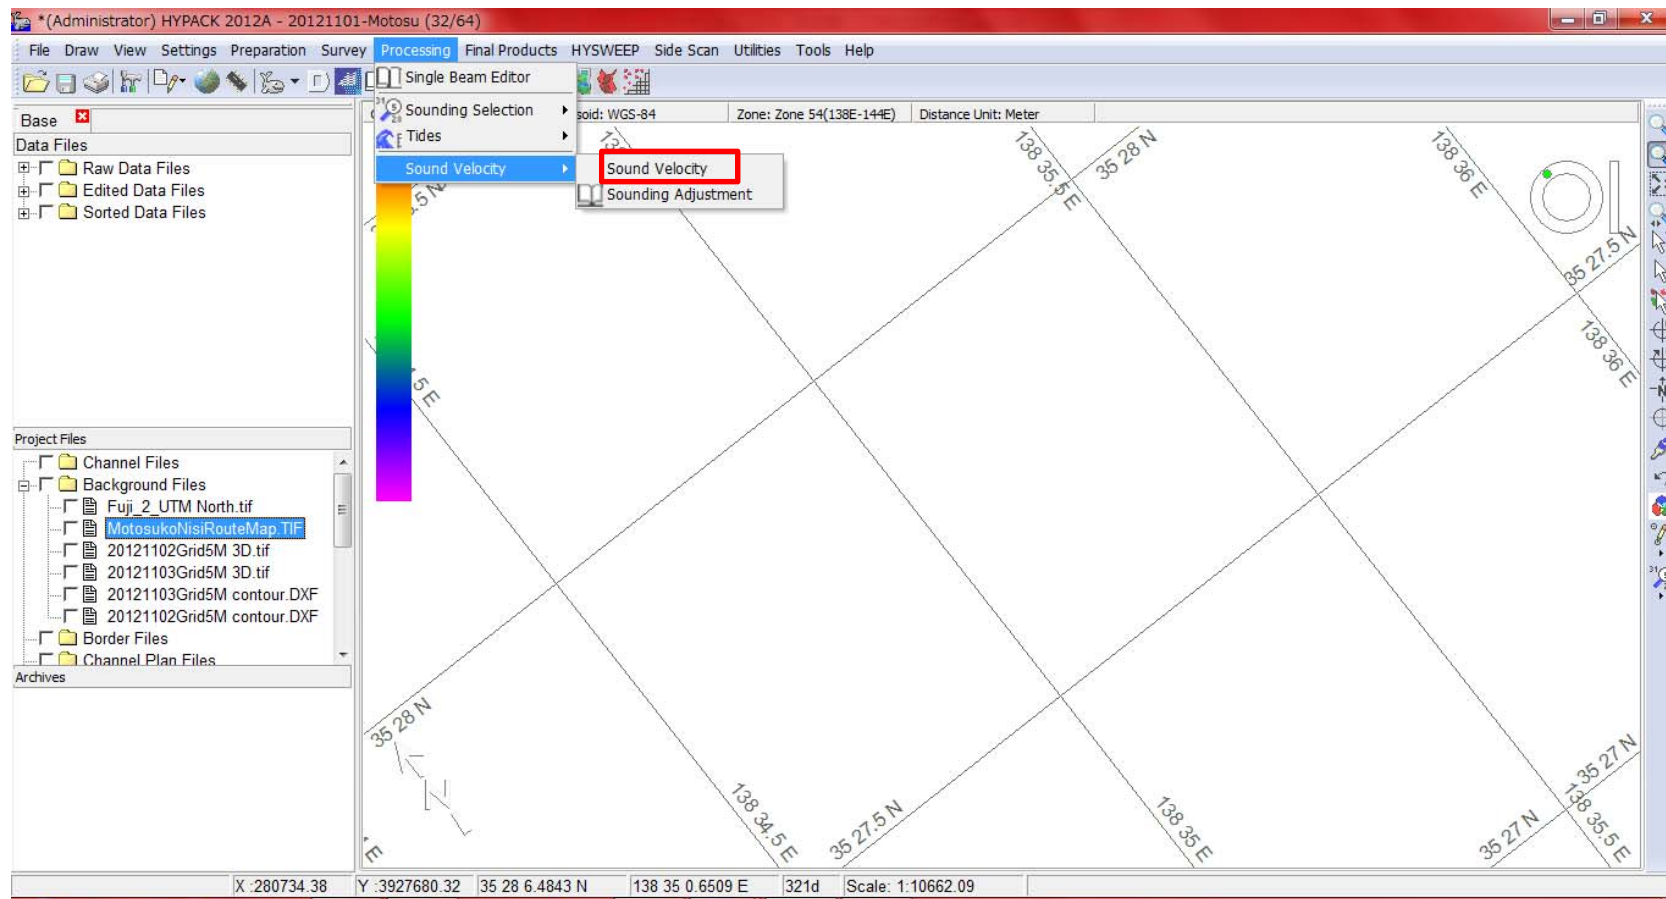 *(Administrator) HYPACK 2012A - 20121101-Motosu (32/64)
File Draw View Settings Preparation Survey Processing Final Products HYSWEEP Side Scan Utilities Tools Help
Single Beam Editor
Sounding Selection
Tides
Sound Velocity
Sound Velocity
Sounding Adjustment
soid: WGS-84
Zone: Zone 54(138E-144E)
Distance Unit: Meter
Base
Data Files
Raw Data Files
Edited Data Files
Sorted Data Files
Project Files
Channel Files
Background Files
Fuji_2_UTM North.tif
MotosukoNisiRouteMap.TIF
20121102Grid5M 3D.tif
20121103Grid5M 3D.tif
20121103Grid5M contour.DXF
20121102Grid5M contour.DXF
Border Files
Channel Plan Files
Archives
138 35.5 E
35 28 N
138 36 E
35 27.5 N
138 36 E
.5 N
.5 E
35 28 N
N
138 34.5 E
35 27.5 N
138 35 E
35 27 N
35 27 N
138 35.5 E
X :280734.38
Y :3927680.32
35 28 6.4843 N
138 35 0.6509 E
321d
Scale: 1:10662.09